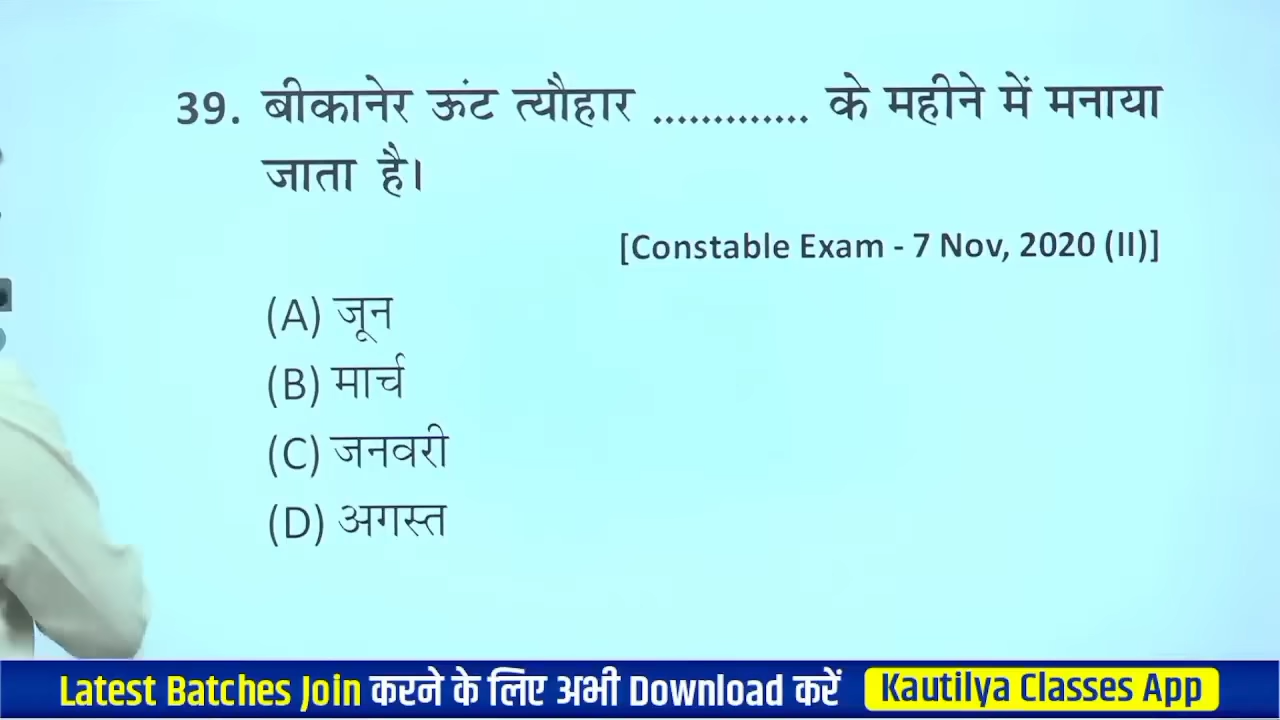 39. बीकानेर ऊंट त्यौहार ............. के महीने में मनाया
जाता है।
[Constable Exam - 7 Nov, 2020 (II)]
(A) जून
(B) मार्च
(C) जनवरी
(D) अगस्त
Latest Batches Join करने के लिए अभी Download करें Kautilya Classes App